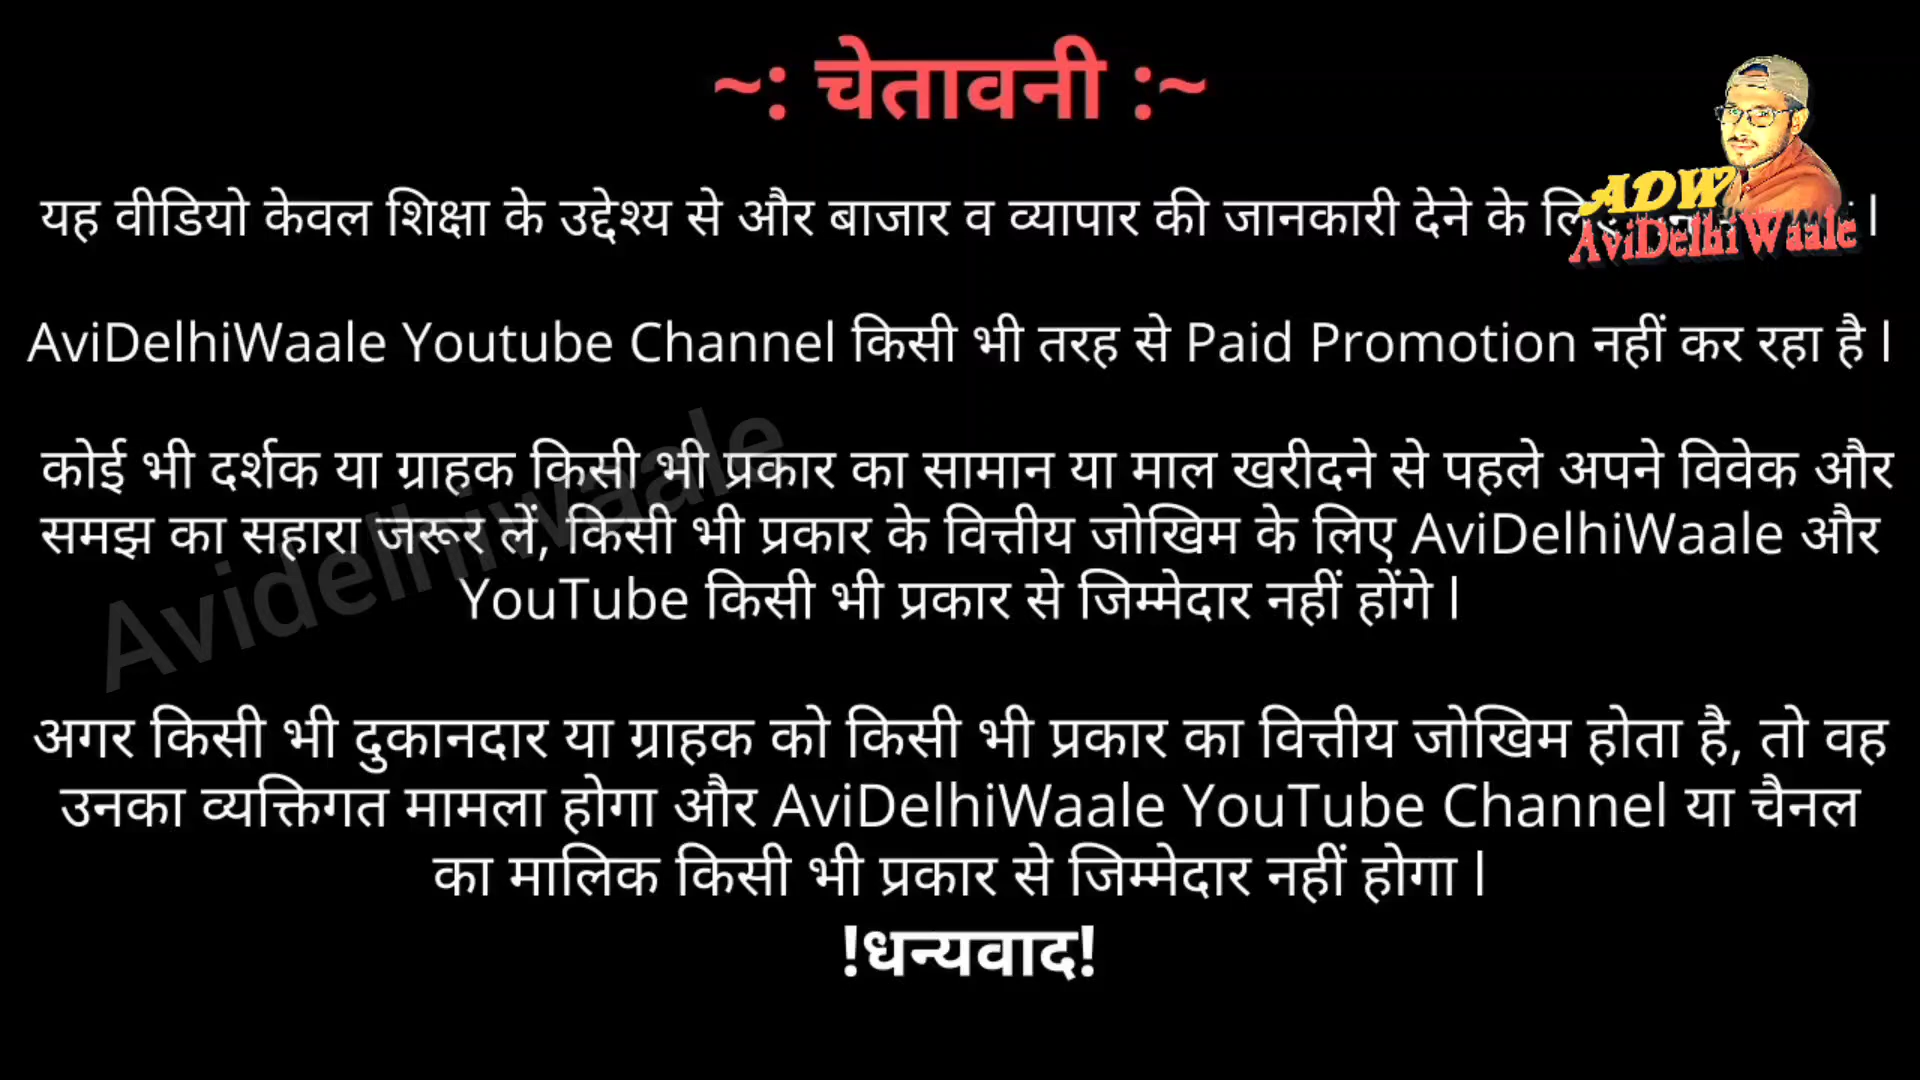 ~: चेतावनी :~
ADW
AviDelhiWaale
यह वीडियो केवल शिक्षा के उद्देश्य से और बाजार व व्यापार की जानकारी देने के लिए
AviDelhiWaale Youtube Channel किसी भी तरह से Paid Promotion नहीं कर रहा है l
कोई भी दर्शक या ग्राहक किसी भी प्रकार का सामान या माल खरीदने से पहले अपने विवेक और
समझ का सहारा जरूर लें, किसी भी प्रकार के वित्तीय जोखिम के लिए AviDelhiWaale और
YouTube किसी भी प्रकार से जिम्मेदार नहीं होंगे l
Avidelhiwaale
अगर किसी भी दुकानदार या ग्राहक को किसी भी प्रकार का वित्तीय जोखिम होता है, तो वह
उनका व्यक्तिगत मामला होगा और AviDelhiWaale YouTube Channel या चैनल
का मालिक किसी भी प्रकार से जिम्मेदार नहीं होगा l
!धन्यवाद!